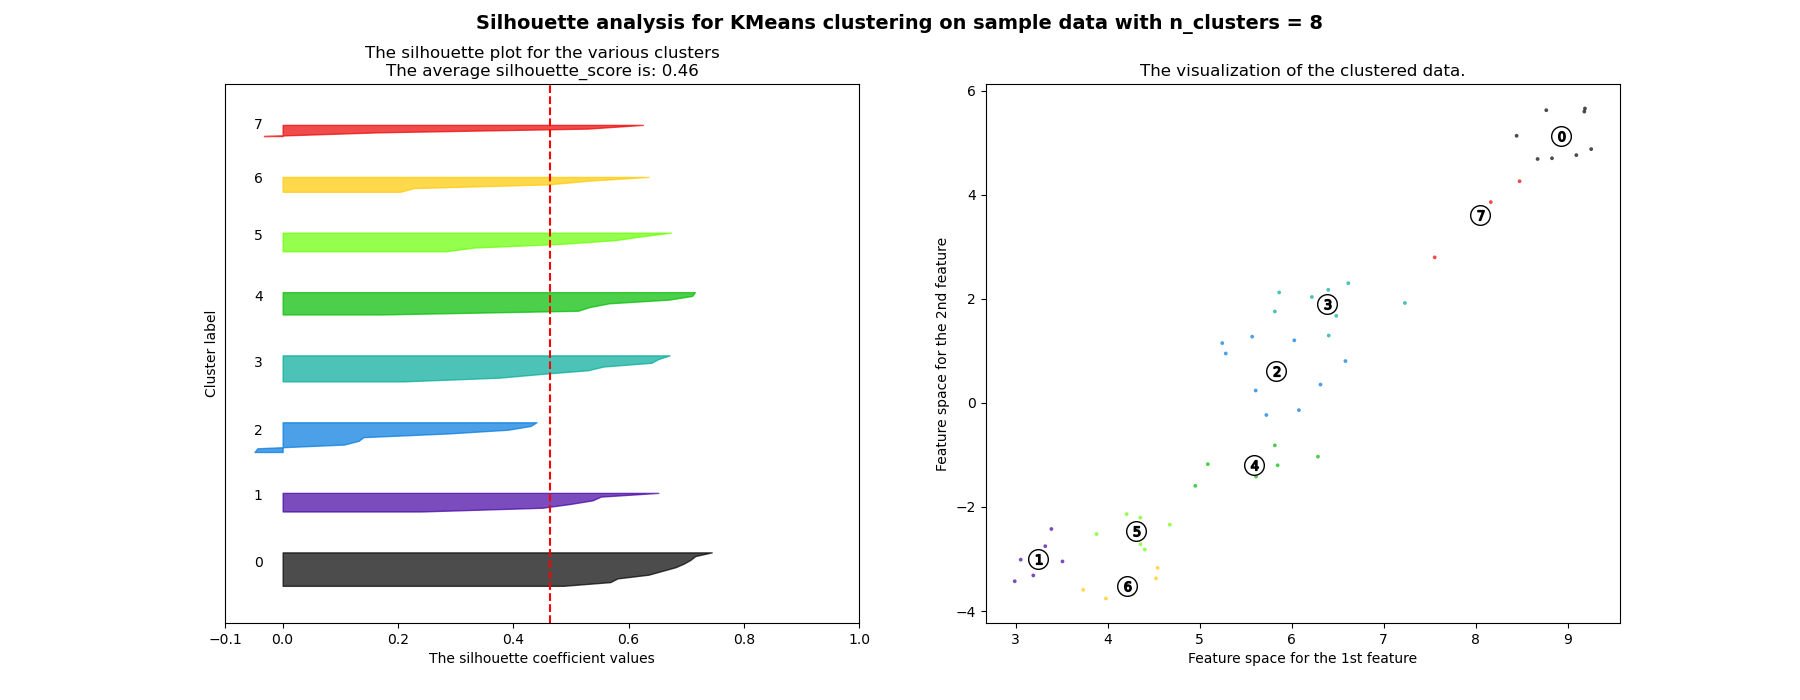 Silhouette analysis for KMeans clustering on sample data with n_clusters = 8
The silhouette plot for the various clusters
The average silhouette_score is: 0.46
7
6
5
4
3
2
1
0
Cluster label
−0.1 0.0 0.2 0.4 0.6 0.8 1.0
The silhouette coefficient values
The visualization of the clustered data.
6
4
2
0
−2
−4
Feature space for the 2nd feature
0
7
3
2
4
5
1
6
3 4 5 6 7 8 9
Feature space for the 1st feature